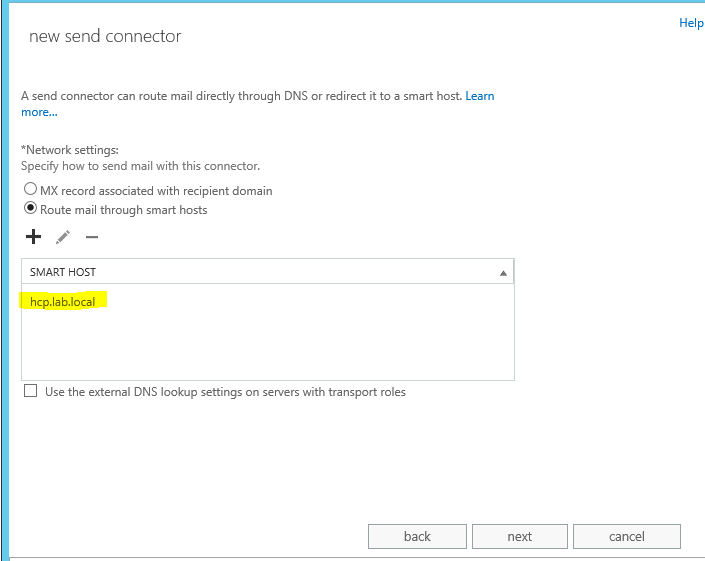 new send connector
Help
A send connector can route mail directly through DNS or redirect it to a smart host. Learn
more...
*Network settings:
Specify how to send mail with this connector.
MX record associated with recipient domain
Route mail through smart hosts
SMART HOST
hcp.lab.local
Use the external DNS lookup settings on servers with transport roles
back
next
cancel